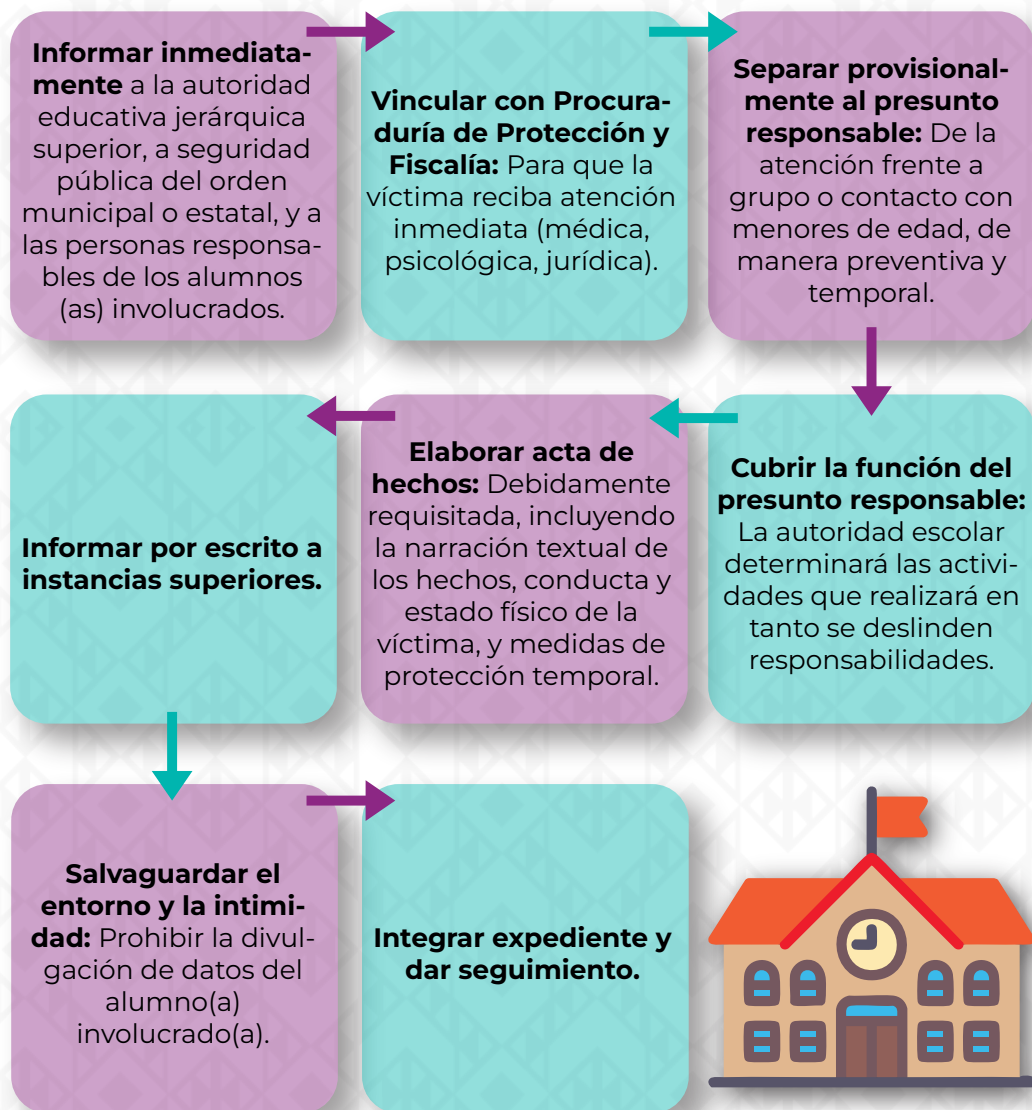 Informar inmediata-
mente a la autoridad
educativa jerárquica
superior, a seguridad
pública del orden
municipal o estatal, y a
las personas responsa-
bles de los alumnos
(as) involucrados.
Vincular con Procura-
duría de Protección y
Fiscalía: Para que la
víctima reciba atención
inmediata (médica,
psicológica, jurídica).
Separar provisional-
mente al presunto
responsable: De la
atención frente a
grupo o contacto con
menores de edad, de
manera preventiva y
temporal.
Cubrir la función del
presunto responsable:
La autoridad escolar
determinará las activi-
dades que realizará en
tanto se deslinden
responsabilidades.
Elaborar acta de
hechos: Debidamente
requisitada, incluyendo
la narración textual de
los hechos, conducta y
estado físico de la
víctima, y medidas de
protección temporal.
Informar por escrito a
instancias superiores.
Salvaguardar el
entorno y la intimi-
dad: Prohibir la divul-
gación de datos del
alumno(a)
involucrado(a).
Integrar expediente y
dar seguimiento.